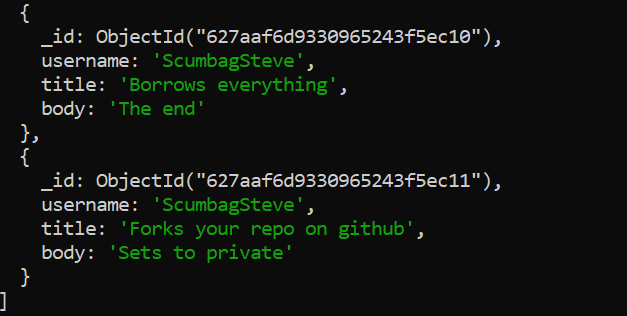 {
_id: ObjectId("627aaf6d9330965243f5ec10"),
username: 'ScumbagSteve',
title: 'Borrows everything',
body: 'The end'
},
{
_id: ObjectId("627aaf6d9330965243f5ec11"),
username: 'ScumbagSteve',
title: 'Forks your repo on github',
body: 'Sets to private'
}
]